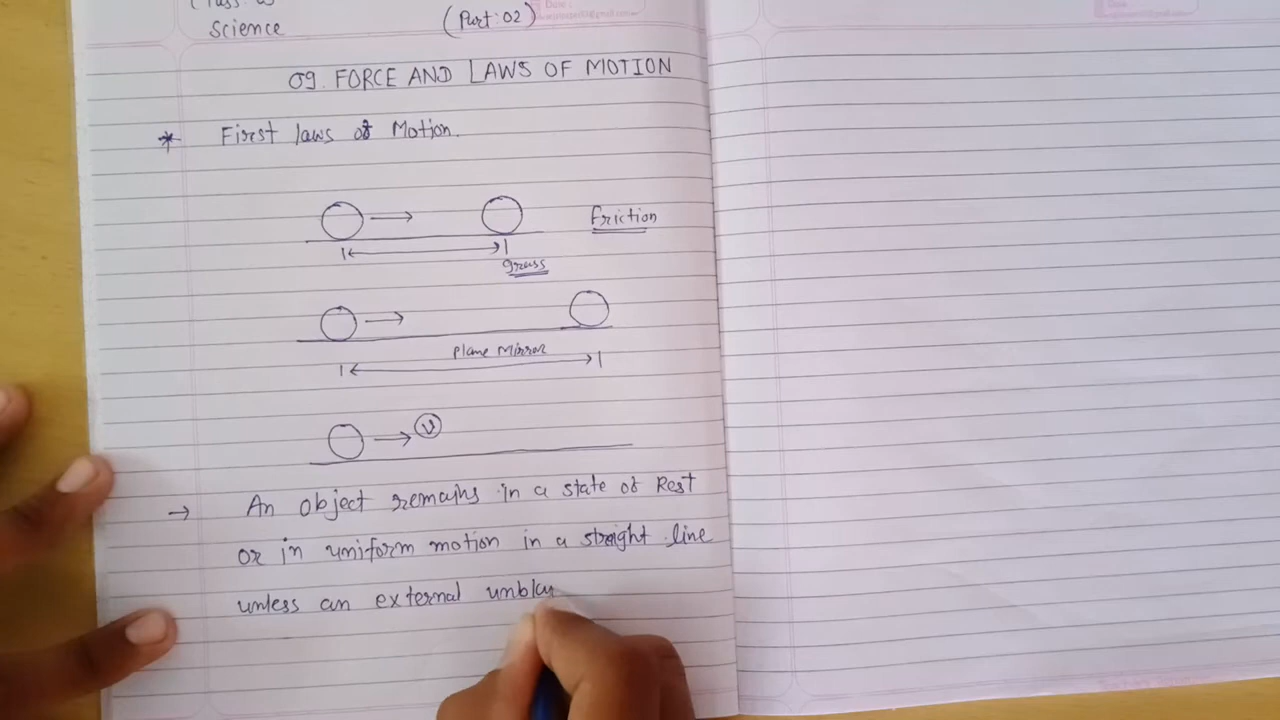 Science
(Part:02)
09. FORCE AND LAWS OF MOTION
* First laws of Motion.
Friction
grass
Plane Mirror
V
→ An object remains in a state of Rest
or in uniform motion in a straight line
unless an external unbla